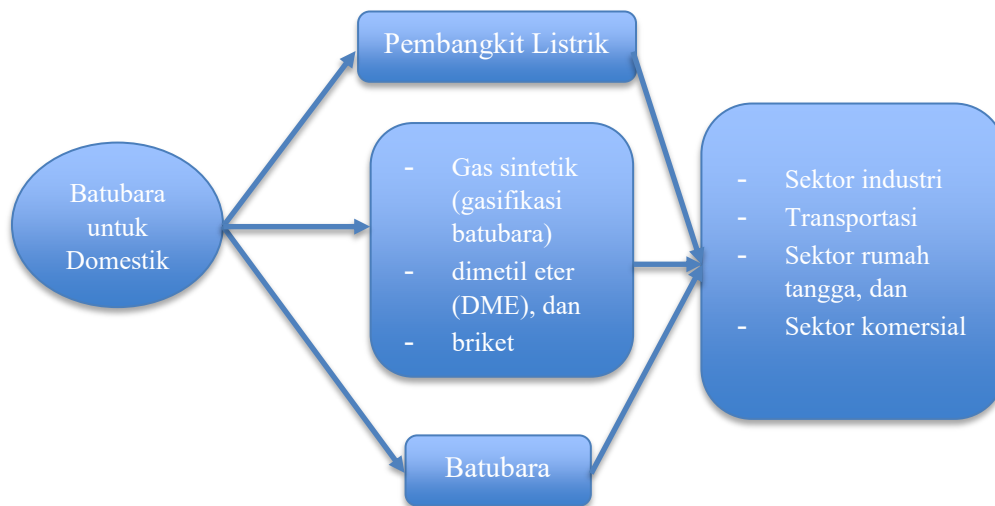 Pembangkit Listrik
Batubara
untuk
Domestik
- Gas sintetik
(gasifikasi
batubara)
- dimetil eter
(DME), dan
- briket
Batubara
- Sektor industri
- Transportasi
- Sektor rumah
tangga, dan
- Sektor komersial